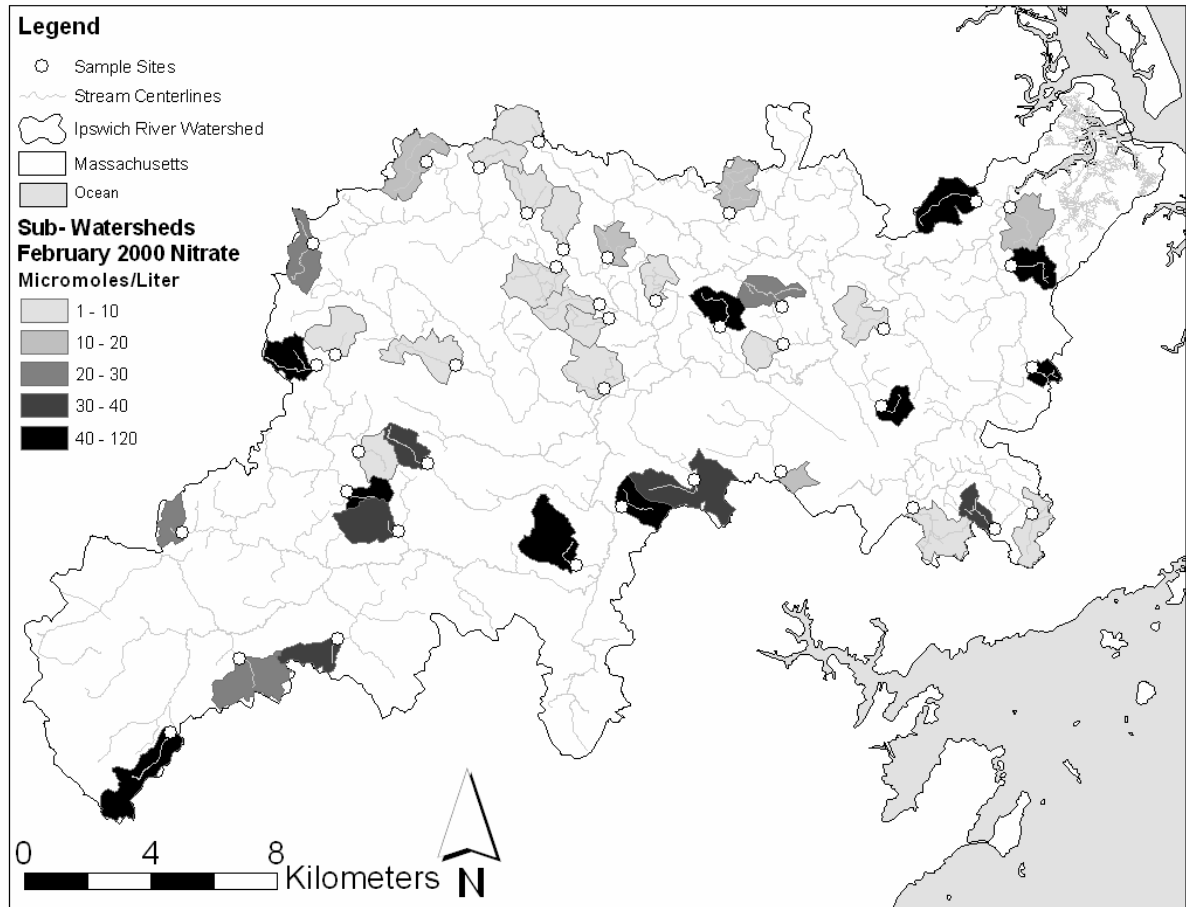 Legend
Sample Sites
Stream Centerlines
Ipswich River Watershed
Massachusetts
Ocean
Sub- Watersheds
February 2000 Nitrate
Micromoles/Liter
1 - 10
10 - 20
20 - 30
30 - 40
40 - 120
0 4 8
Kilometers
N